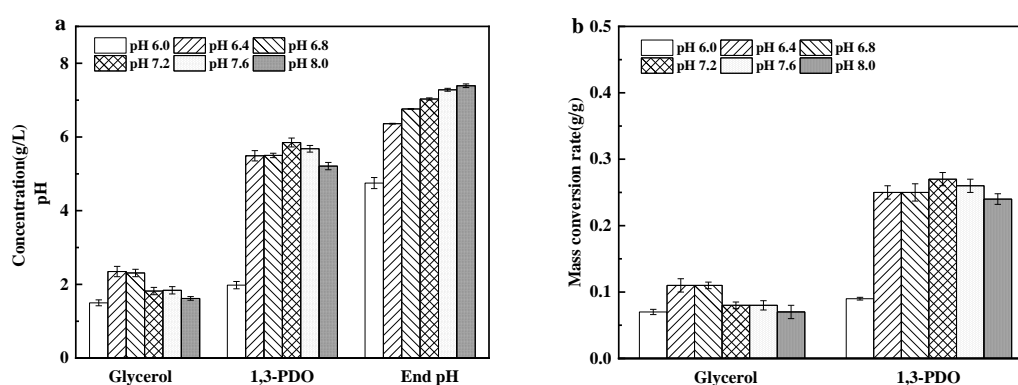 a
pH 6.0 pH 6.4 pH 6.8
pH 7.2 pH 7.6 pH 8.0
Concentration(g/L)
pH
8
6
4
2
0
Glycerol 1,3-PDO End pH
b
pH 6.0 pH 6.4 pH 6.8
pH 7.2 pH 7.6 pH 8.0
Mass conversion rate(g/g)
0.5
0.4
0.3
0.2
0.1
0.0
Glycerol 1,3-PDO